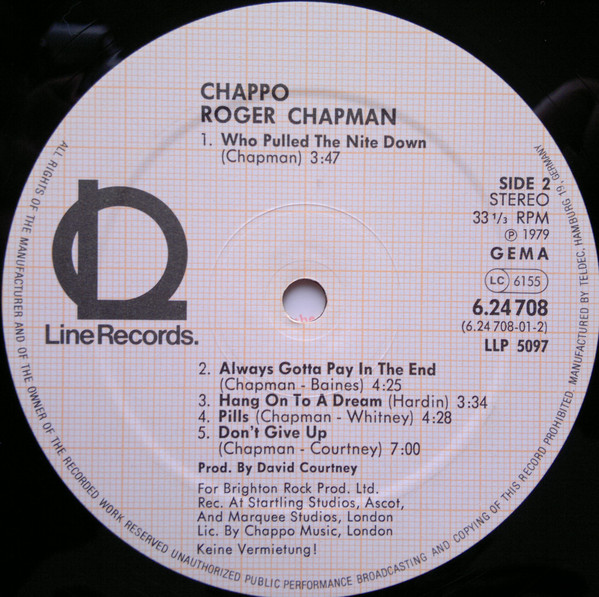 CHAPPO
ROGER CHAPMAN
1. Who Pulled The Nite Down
(Chapman) 3:47
SIDE 2
STEREO
33 1/3 RPM
Ⓟ 1979
GEMA
LC 6155
6.24 708
(6.24 708-01-2)
LLP 5097
Line Records.
2. Always Gotta Pay In The End
(Chapman - Baines) 4:25
3. Hang On To A Dream (Hardin) 3:34
4. Pills (Chapman - Whitney) 4:28
5. Don't Give Up
(Chapman - Courtney) 7:00
Prod. By David Courtney
For Brighton Rock Prod. Ltd.
Rec. At Startling Studios, Ascot,
And Marquee Studios, London
Lic. By Chappo Music, London
Keine Vermietung!
ALL RIGHTS OF THE MANUFACTURER AND OF THE OWNER OF THE RECORDED WORK RESERVED UNAUTHORIZED PUBLIC PERFORMANCE BROADCASTING AND COPYING OF THIS RECORD PROHIBITED. MANUFACTURED BY TELDEC, HAMBURG 19, GERMANY